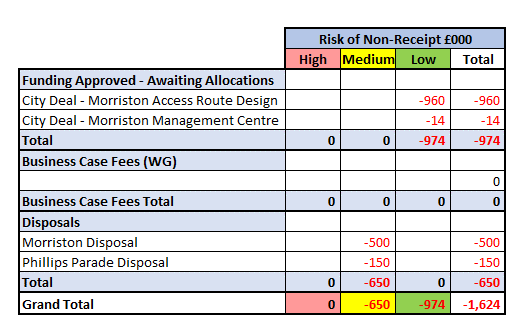 Risk of Non-Receipt £000
High Medium Low Total
Funding Approved - Awaiting Allocations
City Deal - Morriston Access Route Design -960 -960
City Deal - Morriston Management Centre -14 -14
Total 0 0 -974 -974
Business Case Fees (WG)
0
Business Case Fees Total 0 0 0 0
Disposals
Morriston Disposal -500 -500
Phillips Parade Disposal -150 -150
Total 0 -650 0 -650
Grand Total 0 -650 -974 -1,624